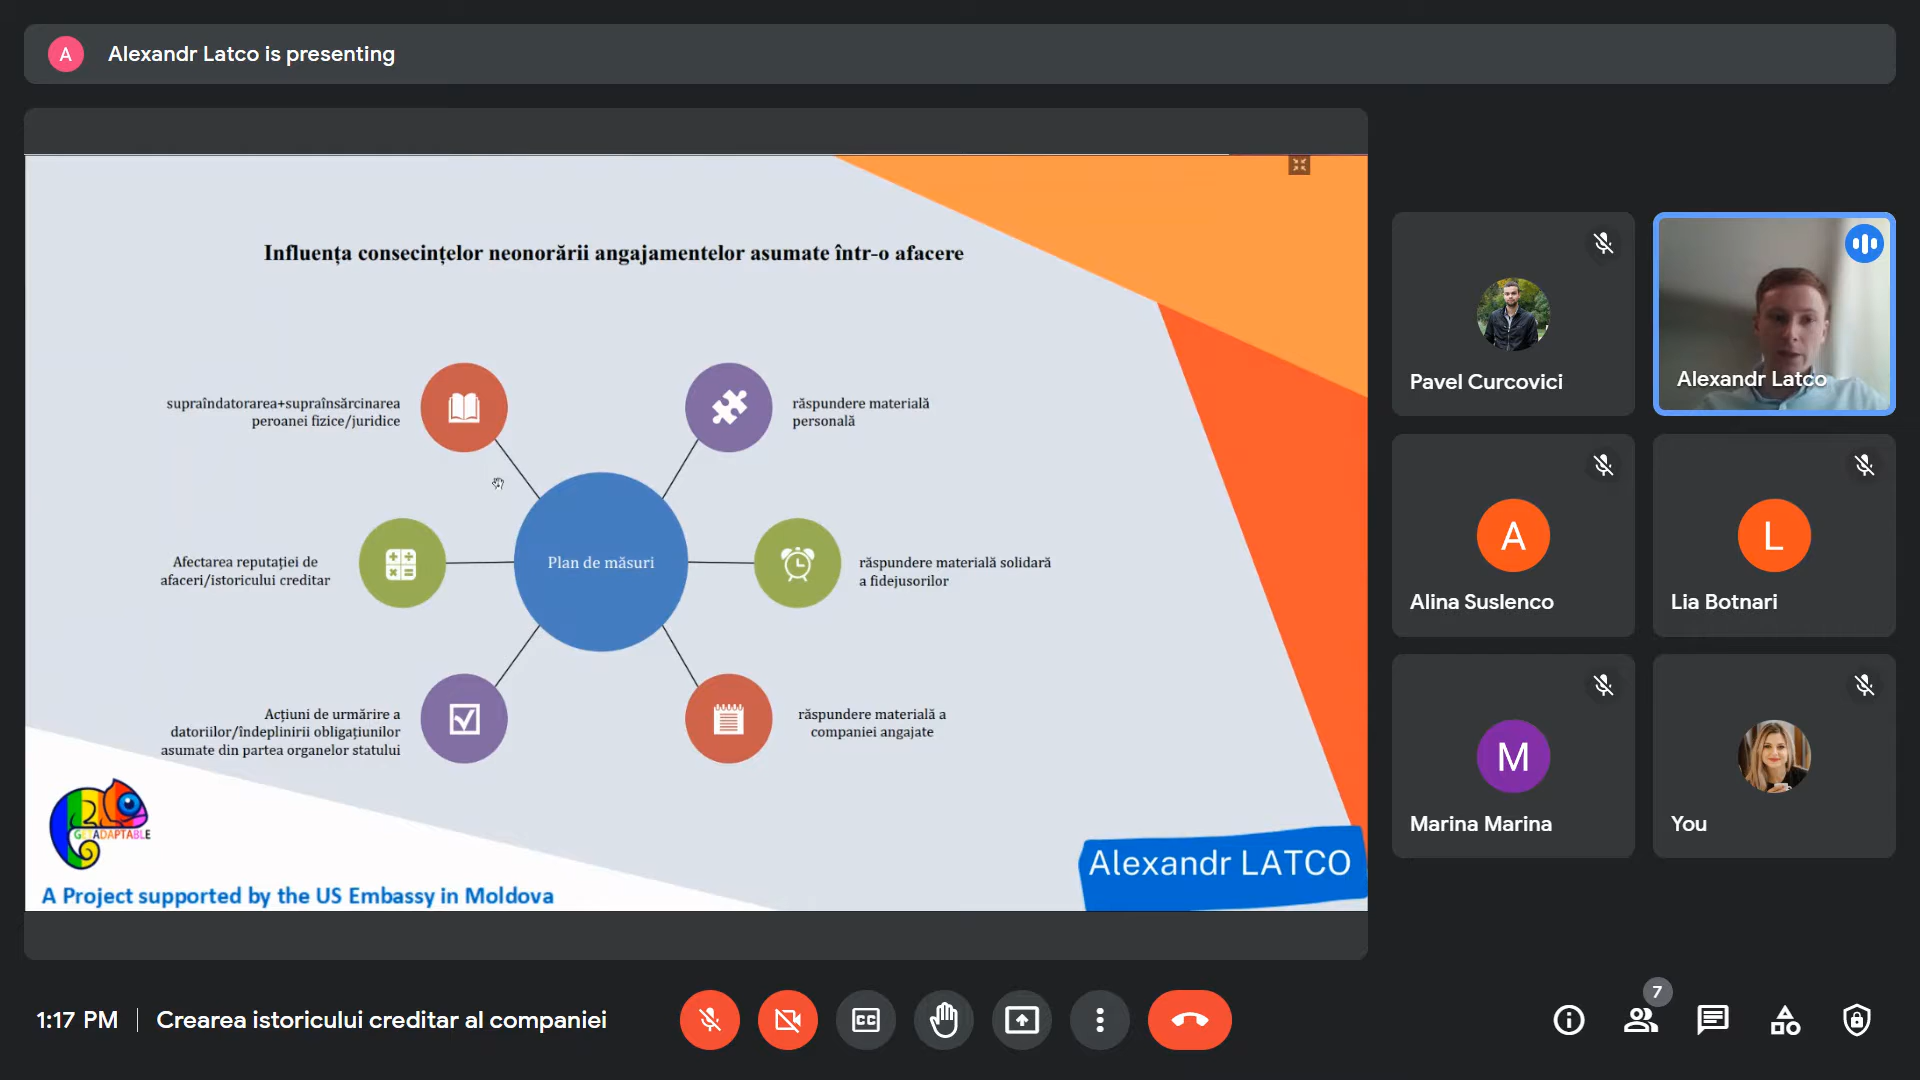 A
Alexandr Latco is presenting
Influența consecințelor neonorării angajamentelor asumate într-o afacere
supraîndatorarea+supraînsărcinarea
peroanei fizice/juridice
răspundere materială
personală
Afectarea reputației de
afaceri/istoricului creditar
Plan de măsuri
răspundere materială solidară
a fidejusorilor
Acțiuni de urmărire a
datoriilor/îndeplinirii obligațiunilor
asumate din partea organelor statului
răspundere materială a
companiei angajate
GETADAPTABLE
A Project supported by the US Embassy in Moldova
Alexandr LATCO
Pavel Curcovici
Alexandr Latco
A
Alina Suslenco
L
Lia Botnari
M
Marina Marina
You
1:17 PM
Crearea istoricului creditar al companiei
CC
7